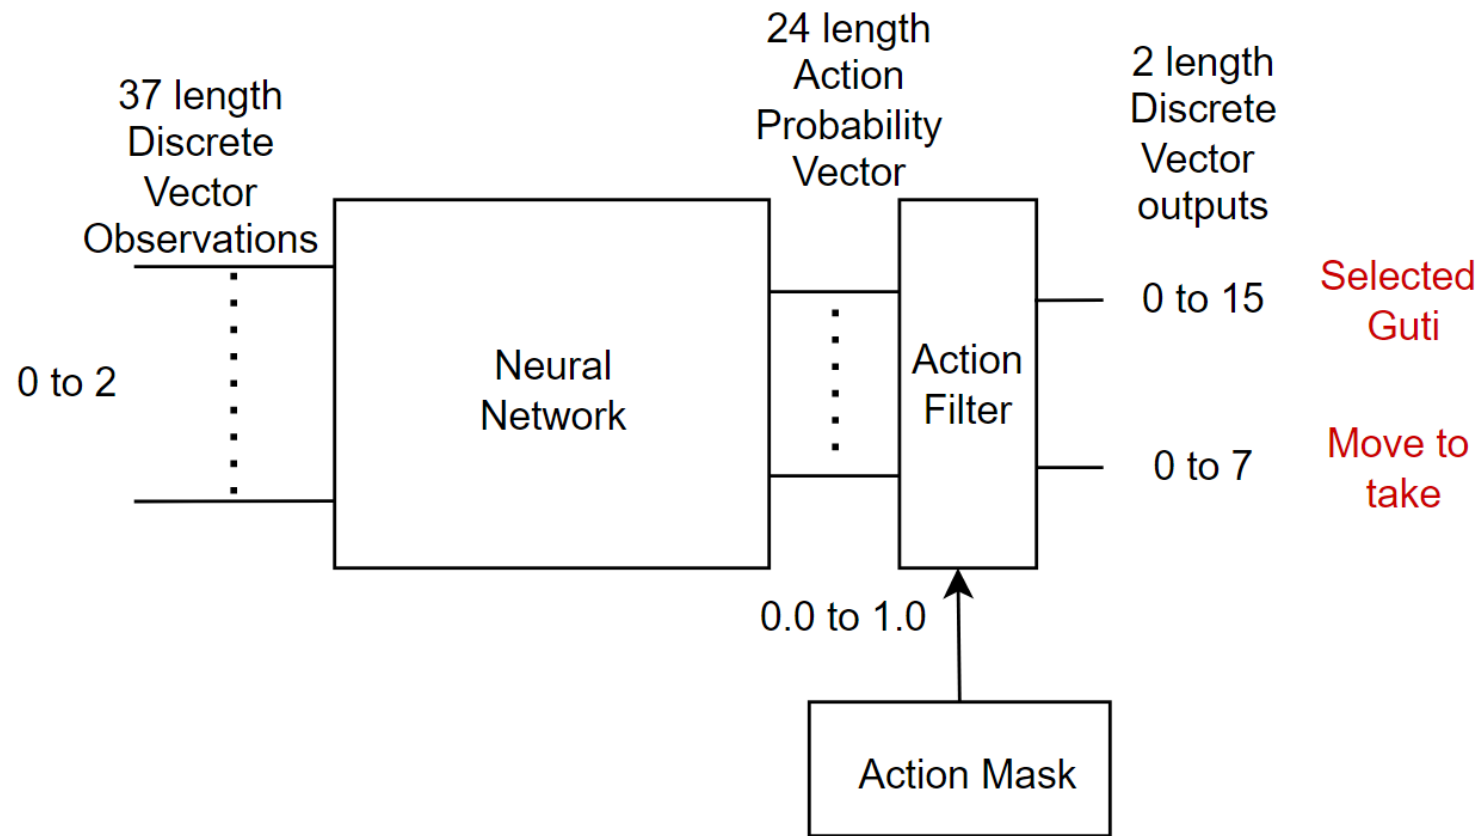 37 length
Discrete
Vector
Observations
0 to 2
Neural
Network
24 length
Action
Probability
Vector
0.0 to 1.0
Action
Filter
Action Mask
2 length
Discrete
Vector
outputs
0 to 15
Selected
Guti
0 to 7
Move to
take